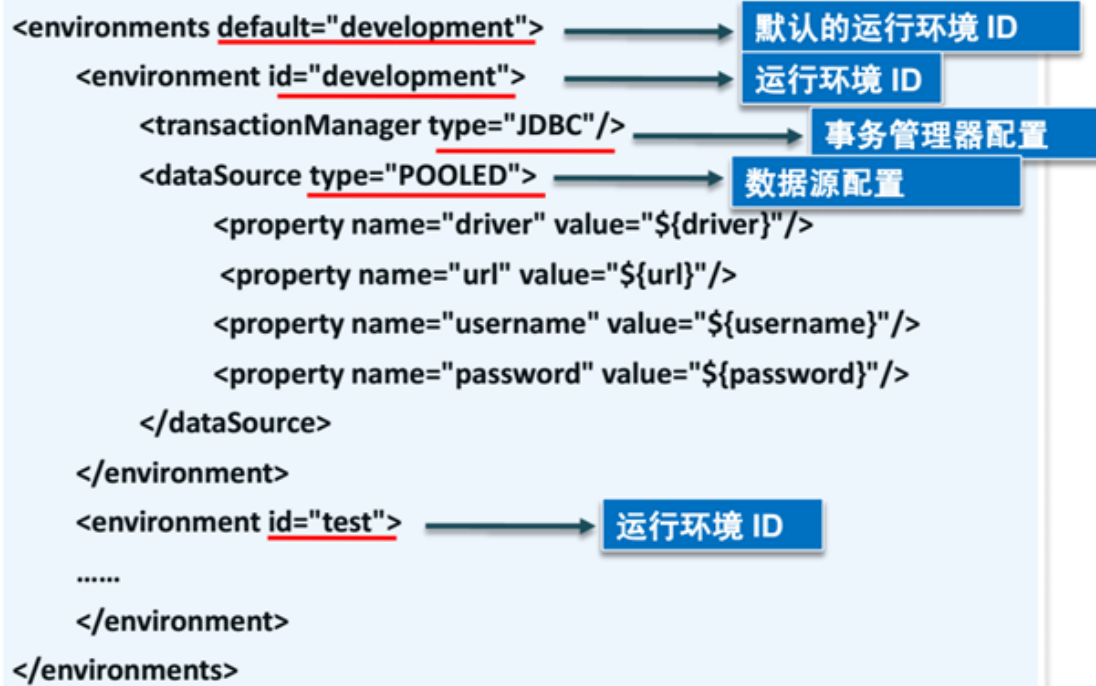 <environments default="development"> 默认的运行环境 ID
<environment id="development"> 运行环境 ID
<transactionManager type="JDBC"/> 事务管理器配置
<dataSource type="POOLED"> 数据源配置
<property name="driver" value="${driver}"/>
<property name="url" value="${url}"/>
<property name="username" value="${username}"/>
<property name="password" value="${password}"/>
</dataSource>
</environment>
<environment id="test"> 运行环境 ID
……
</environment>
</environments>